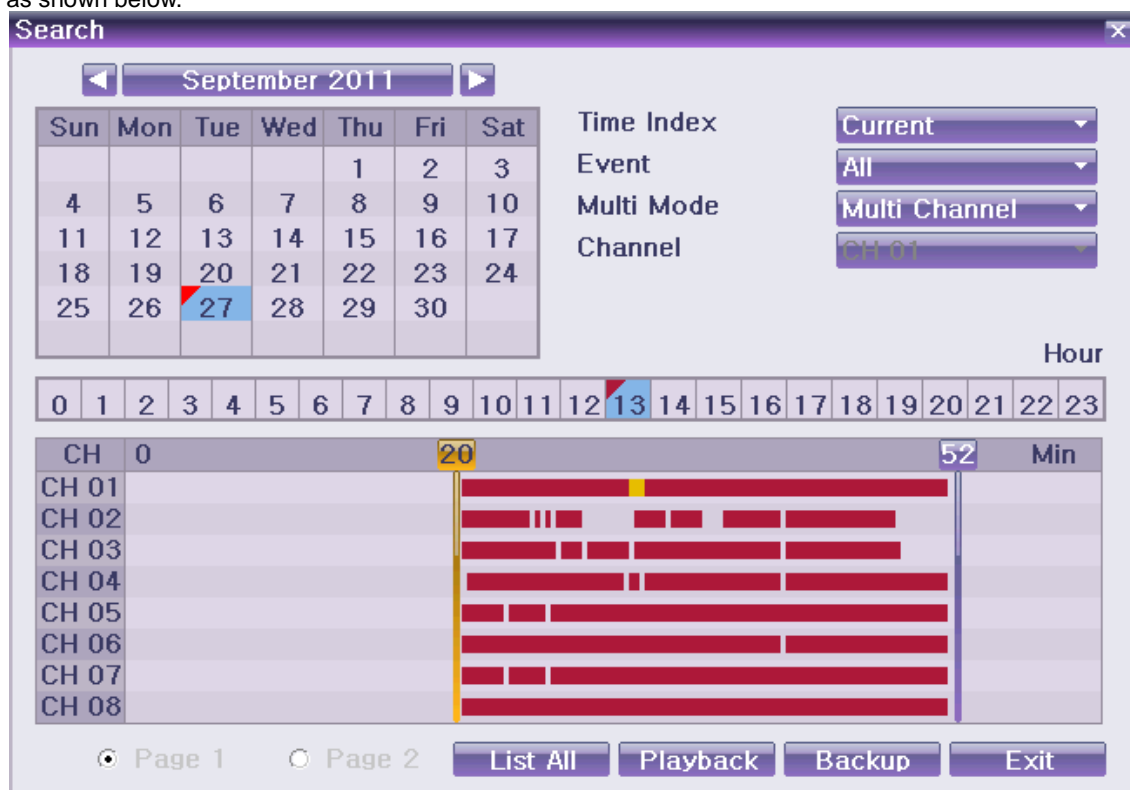 as shown below.
Search
September 2011
Sun Mon Tue Wed Thu Fri Sat
1 2 3
4 5 6 7 8 9 10
11 12 13 14 15 16 17
18 19 20 21 22 23 24
25 26 27 28 29 30
Time Index Current
Event All
Multi Mode Multi Channel
Channel CH 01
Hour
0 1 2 3 4 5 6 7 8 9 10 11 12 13 14 15 16 17 18 19 20 21 22 23
CH 0 20 52 Min
CH 01
CH 02
CH 03
CH 04
CH 05
CH 06
CH 07
CH 08
Page 1 Page 2 List All Playback Backup Exit